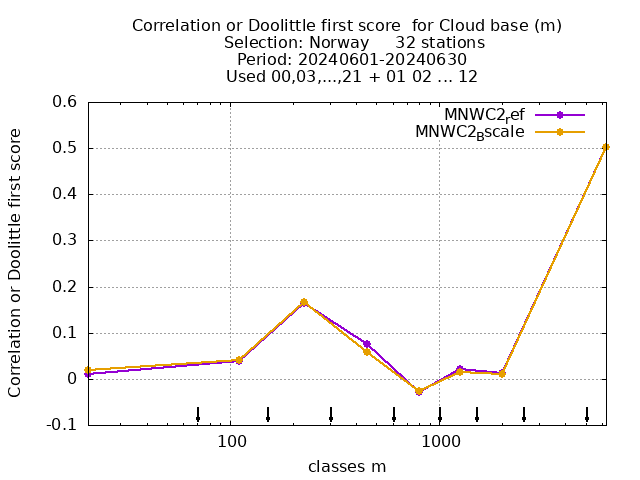 Correlation or Doolittle first score  for Cloud base (m)
Selection: Norway     32 stations
Period: 20240601-20240630
Used 00,03,...,21 + 01 02 ... 12
MNWC2ref
MNWC2Bscale
Correlation or Doolittle first score
0.6
0.5
0.4
0.3
0.2
0.1
0
-0.1
100
1000
classes m